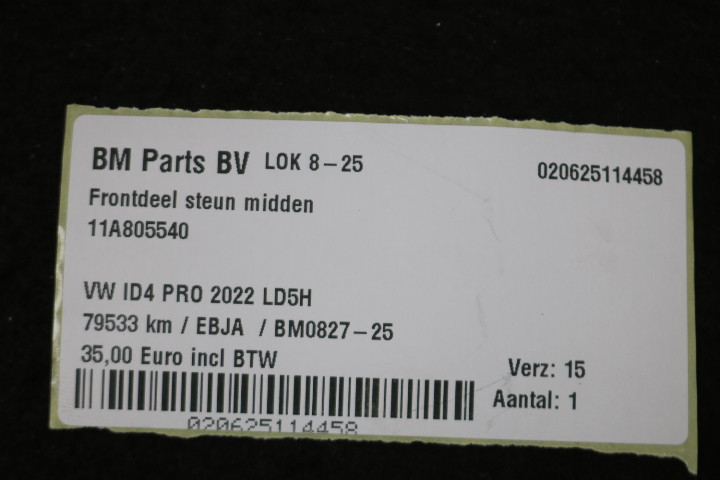 BM Parts BV LOK 8-25 020625114458
Frontdeel steun midden
11A805540
VW ID4 PRO 2022 LD5H
79533 km / EBJA / BM0827-25
35,00 Euro incl BTW
Verz: 15
Aantal: 1
020625114458